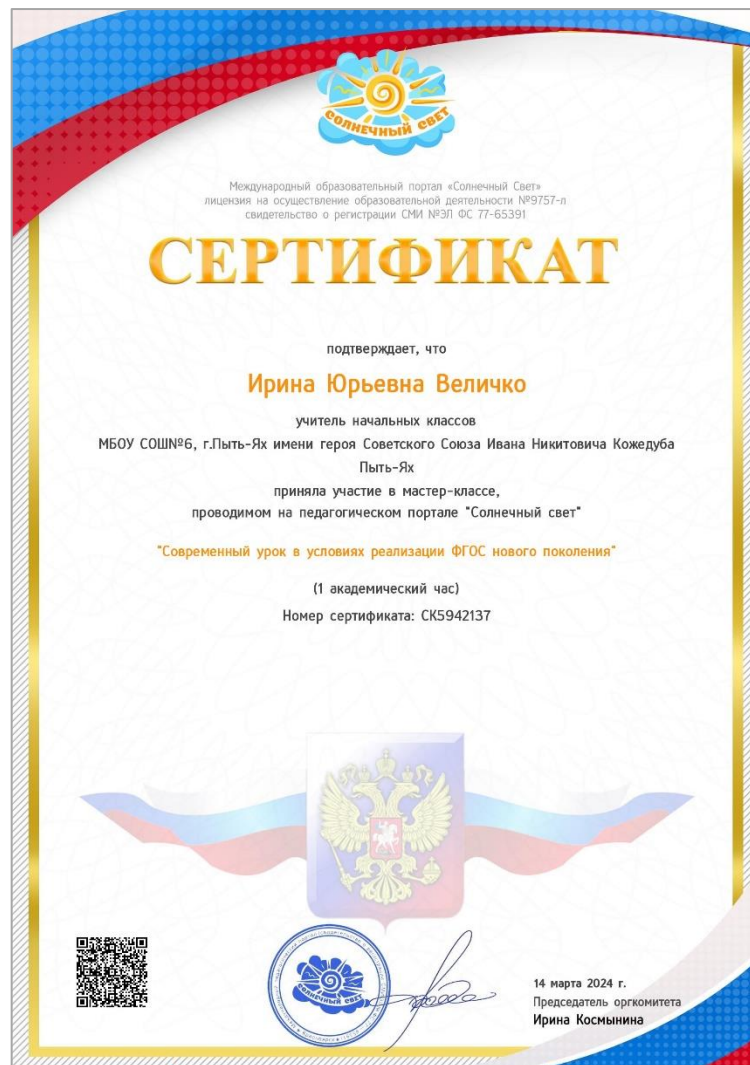 СОЛНЕЧНЫЙ СВЕТ
Международный образовательный портал «Солнечный Свет»
лицензия на осуществление образовательной деятельности №9757-л
свидетельство о регистрации СМИ №ЭЛ ФС 77-65391
СЕРТИФИКАТ
подтверждает, что
Ирина Юрьевна Величко
учитель начальных классов
МБОУ СОШ№6, г.Пыть-Ях имени героя Советского Союза Ивана Никитовича Кожедуба
Пыть-Ях
приняла участие в мастер-классе,
проводимом на педагогическом портале "Солнечный свет"
"Современный урок в условиях реализации ФГОС нового поколения"
(1 академический час)
Номер сертификата: СК5942137
СОЛНЕЧНЫЙ СВЕТ
14 марта 2024 г.
Председатель оргкомитета
Ирина Космынина